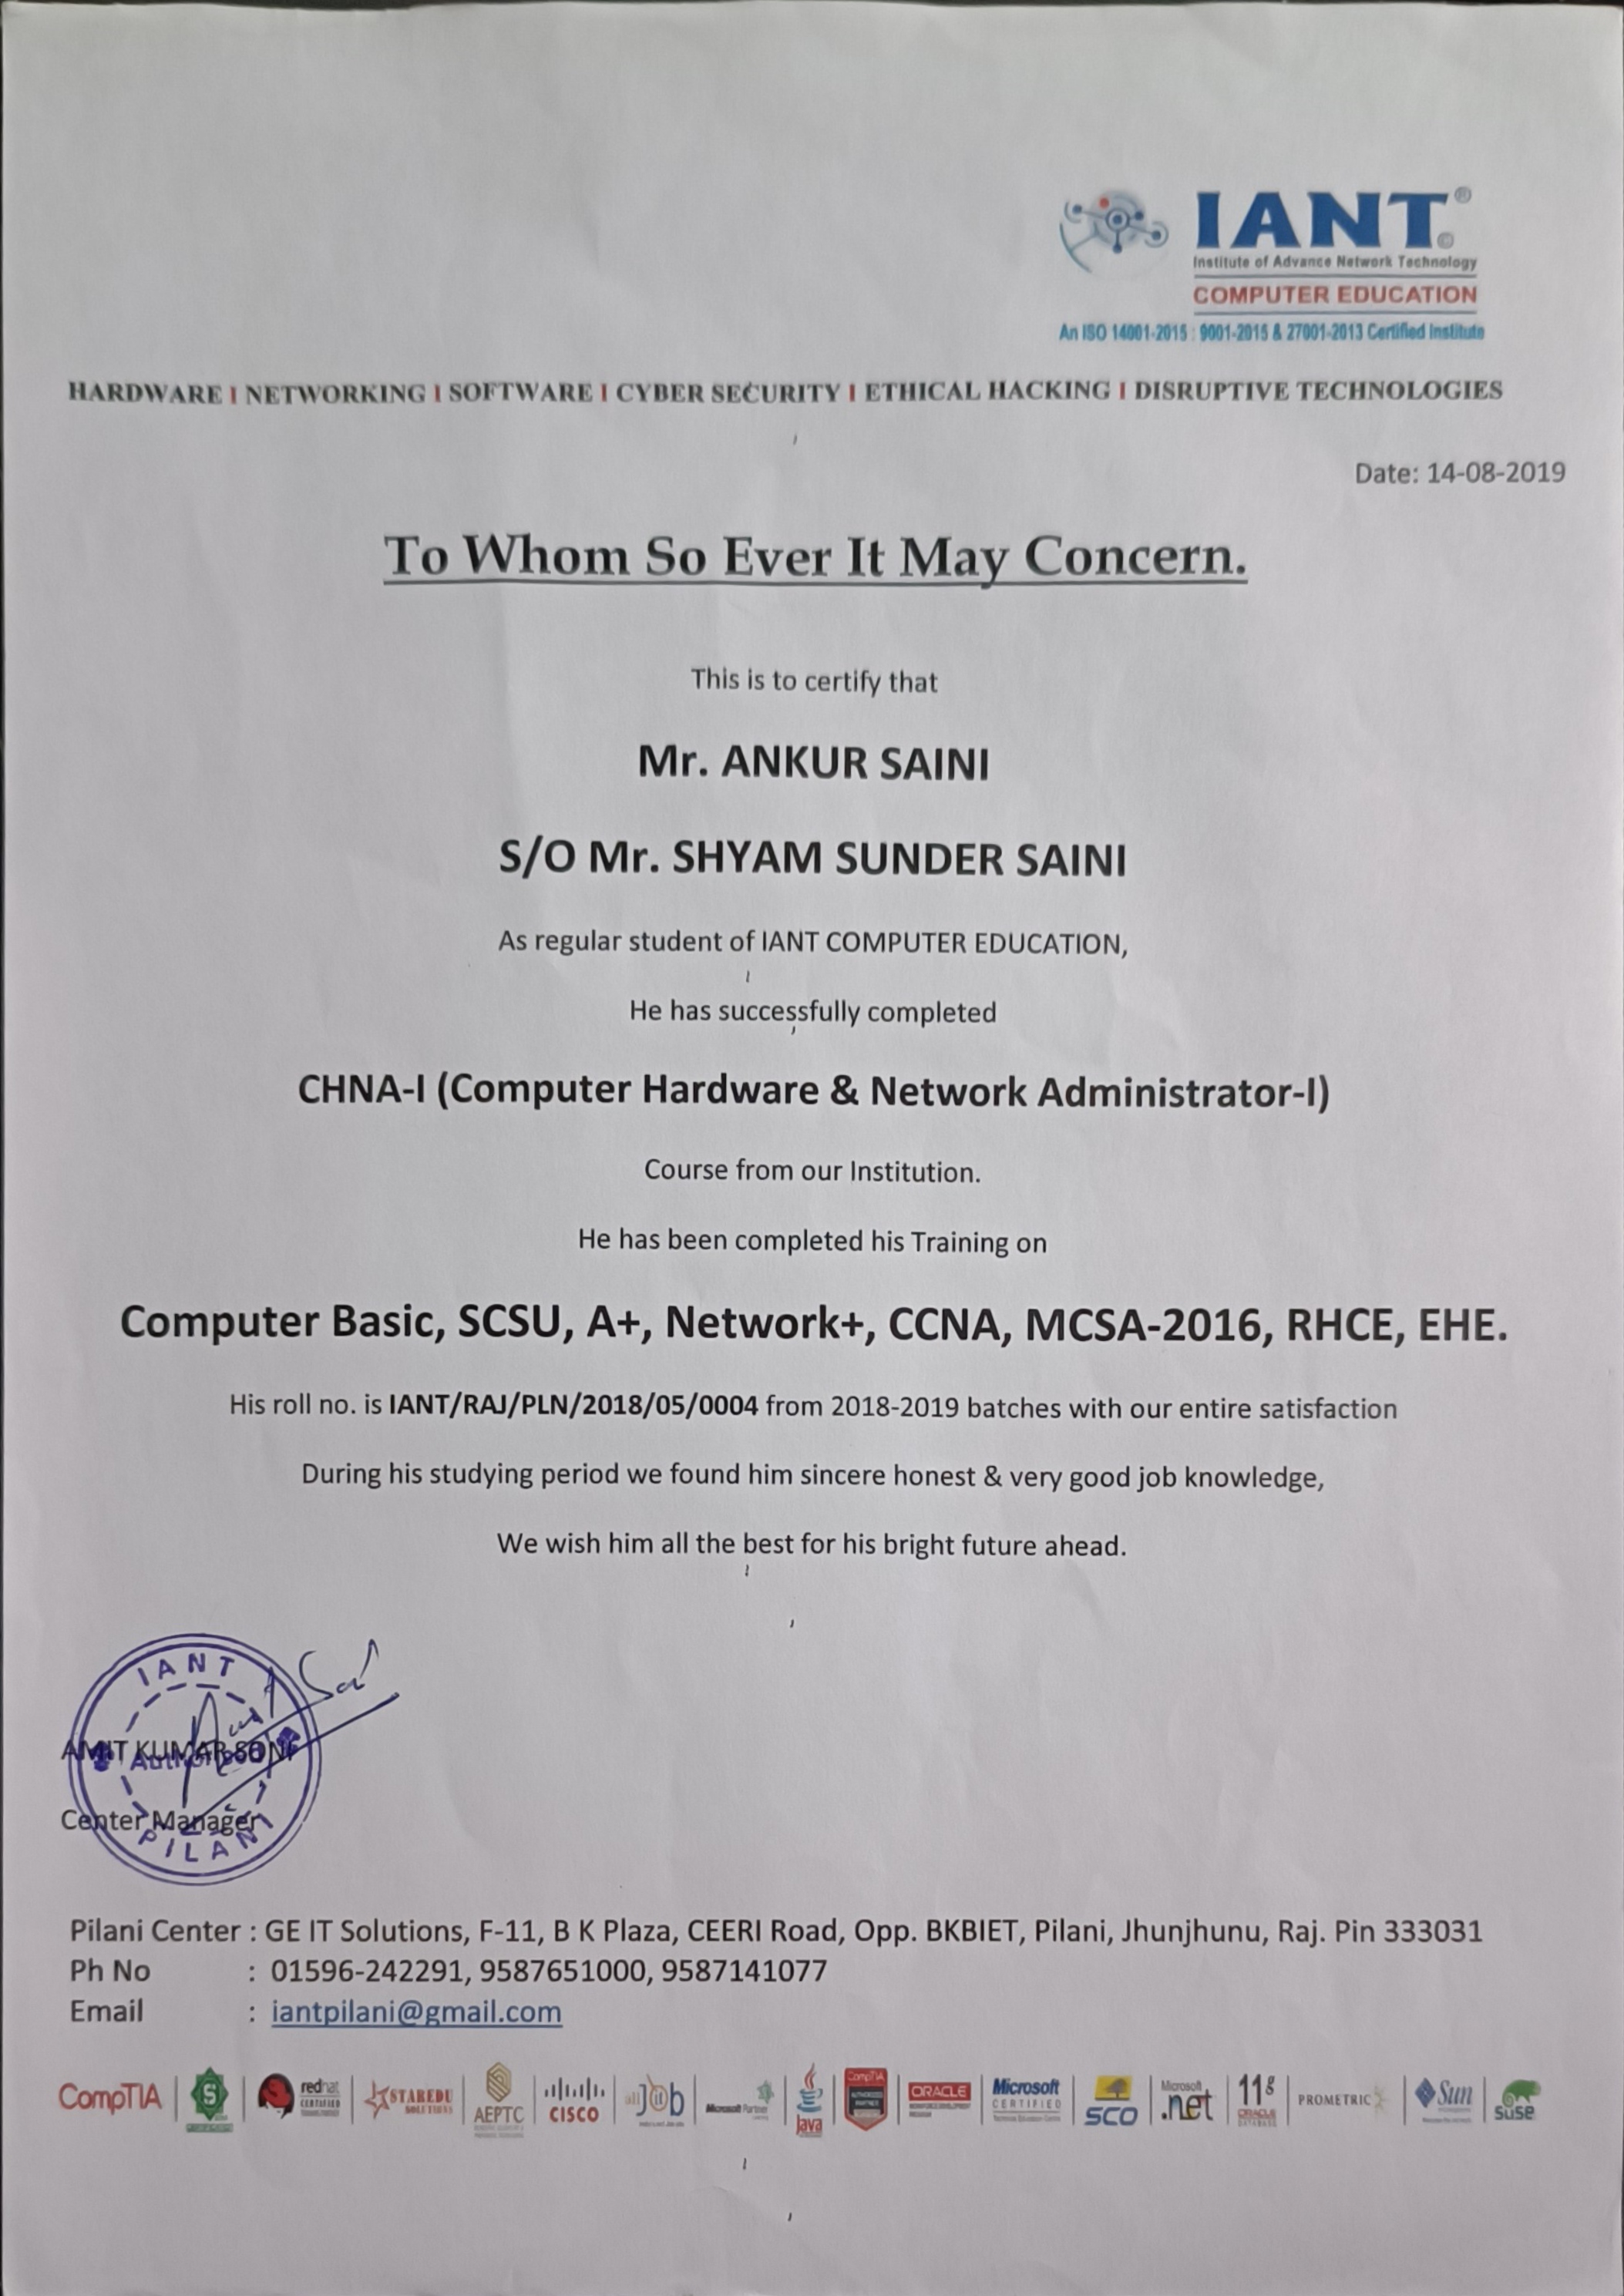 IANT®
Institute of Advance Network Technology
COMPUTER EDUCATION
An ISO 14001-2015 : 9001-2015 & 27001-2013 Certified Institute
HARDWARE I NETWORKING I SOFTWARE I CYBER SECURITY I ETHICAL HACKING I DISRUPTIVE TECHNOLOGIES
Date: 14-08-2019
To Whom So Ever It May Concern.
This is to certify that
Mr. ANKUR SAINI
S/O Mr. SHYAM SUNDER SAINI
As regular student of IANT COMPUTER EDUCATION,
He has successfully completed
CHNA-I (Computer Hardware & Network Administrator-I)
Course from our Institution.
He has been completed his Training on
Computer Basic, SCSU, A+, Network+, CCNA, MCSA-2016, RHCE, EHE.
His roll no. is IANT/RAJ/PLN/2018/05/0004 from 2018-2019 batches with our entire satisfaction
During his studying period we found him sincere honest & very good job knowledge,
We wish him all the best for his bright future ahead.
IANT
AMIT KUMAR SONI
Center Manager
PILANI
Pilani Center : GE IT Solutions, F-11, B K Plaza, CEERI Road, Opp. BKBIET, Pilani, Jhunjhunu, Raj. Pin 333031
Ph No : 01596-242291, 9587651000, 9587141077
Email : iantpilani@gmail.com
CompTIA redhat CERTIFIED STAREDU SOLUTIONS AEPTC CISCO Microsoft Partner Java CompTIA ORACLE Microsoft CERTIFIED SCO Microsoft .net 11g ORACLE DATABASE PROMETRIC Sun SUSE